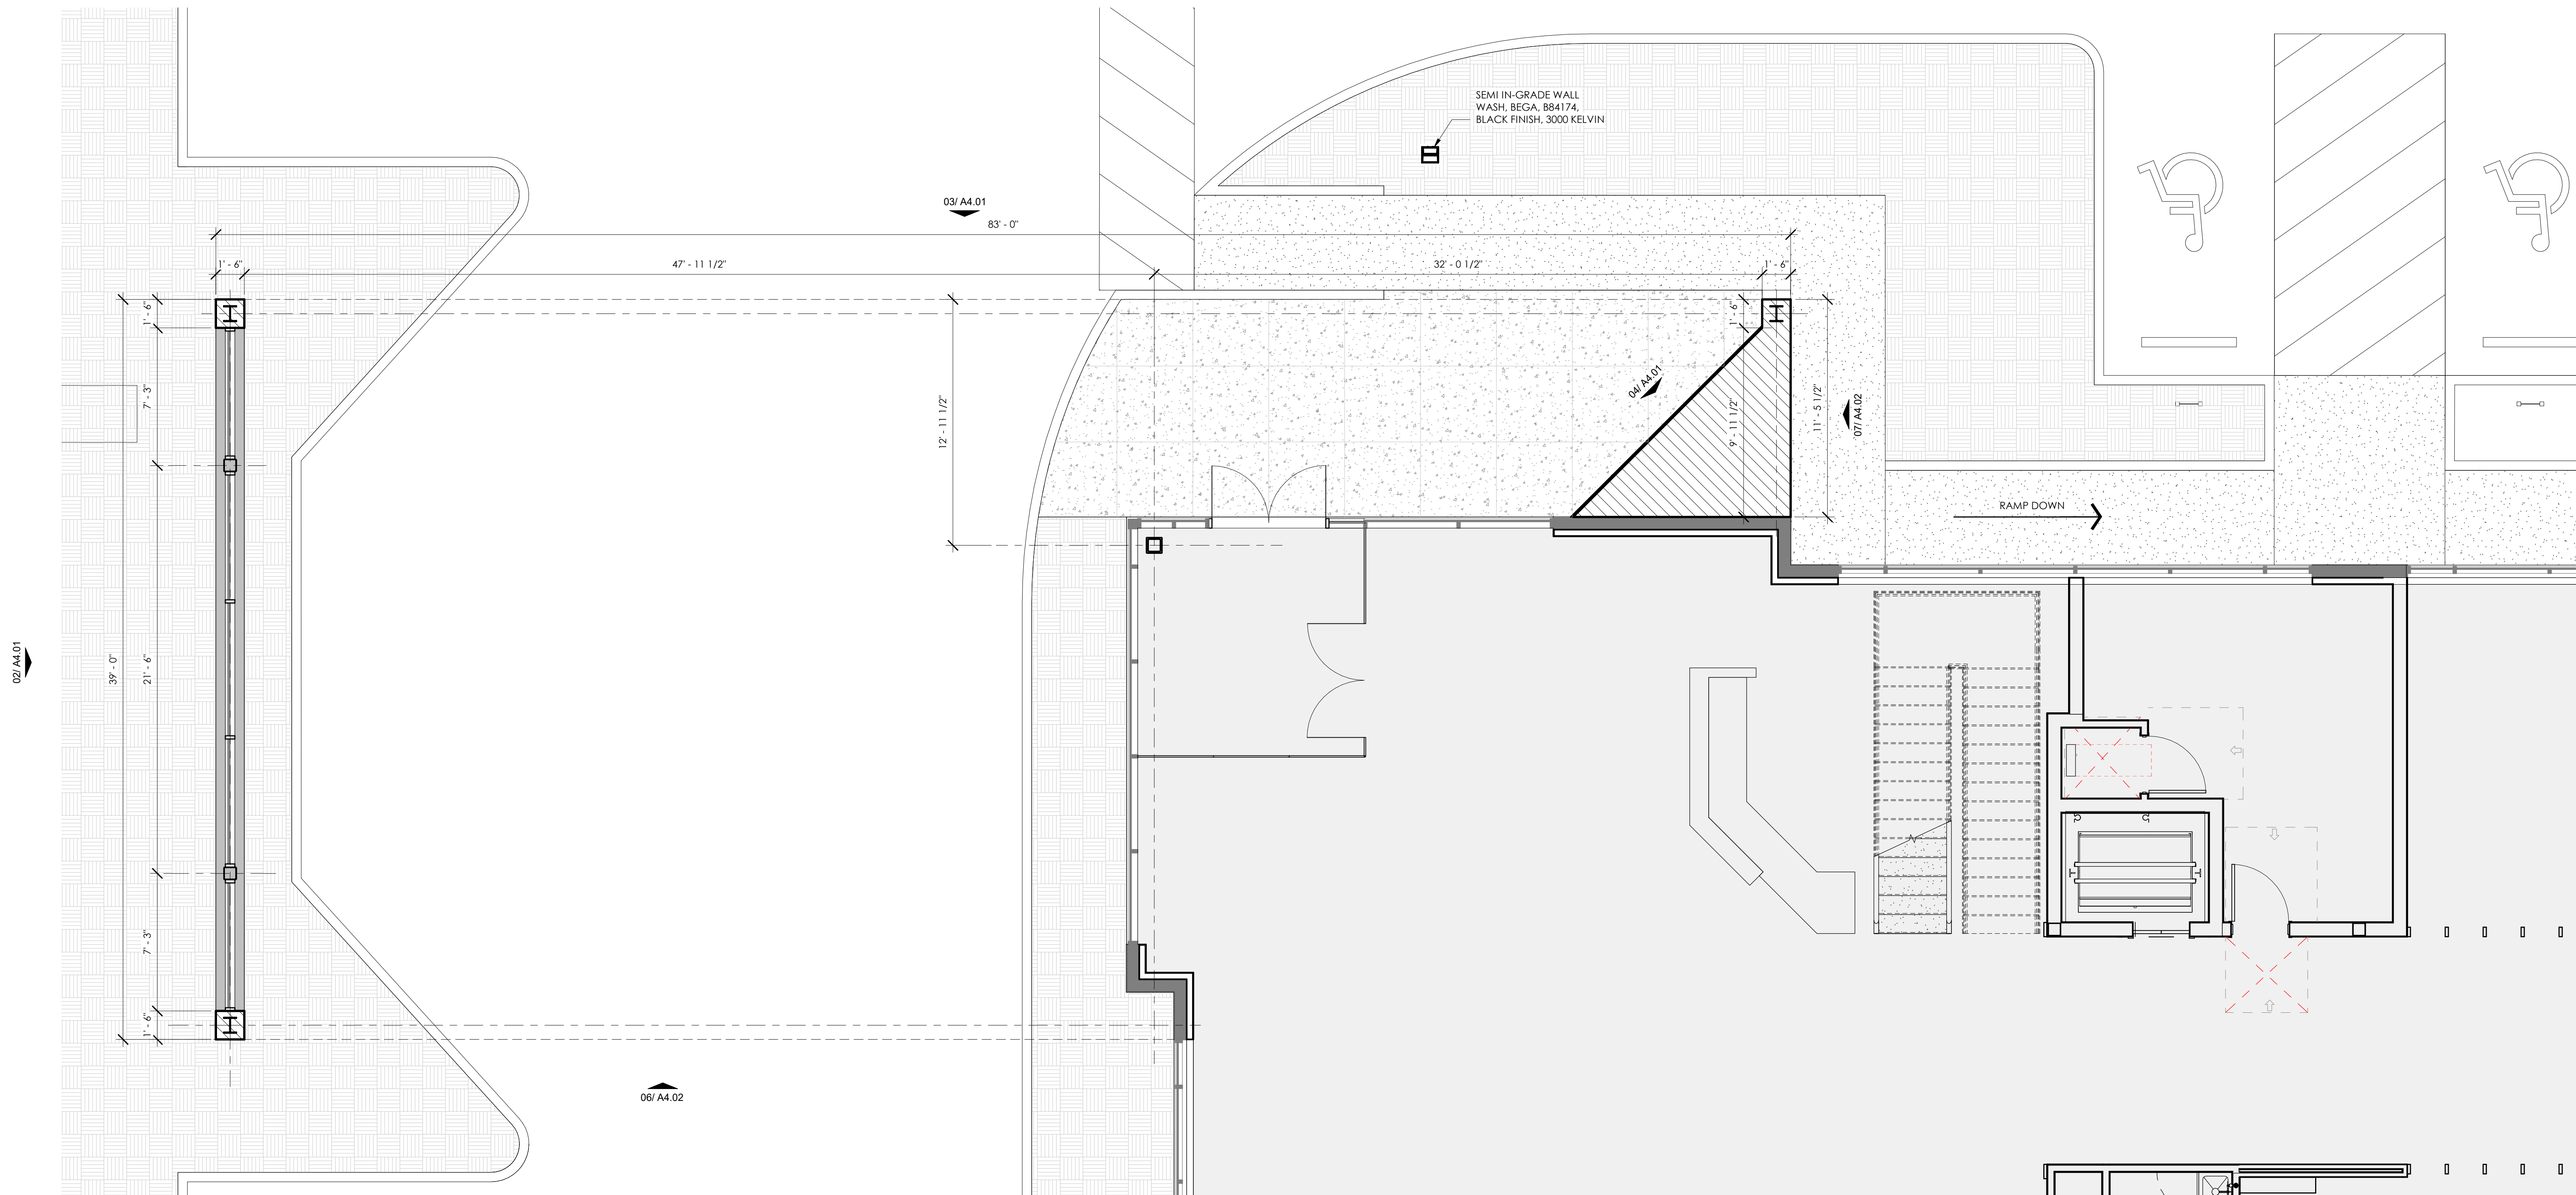 SEMI IN-GRADE WALL
WASH, BEGA, B84174,
BLACK FINISH, 3000 KELVIN
03/ A4.01
83' - 0"
1' - 6"
47' - 11 1/2"
32' - 0 1/2"
1' - 6"
1' - 6"
1' - 6"
7' - 3"
12' - 11 1/2"
04/ A4.01
9' - 11 1/2"
11' - 5 1/2"
07/ A4.02
RAMP DOWN
02/ A4.01
39' - 0"
21' - 6"
7' - 3"
1' - 6"
06/ A4.02